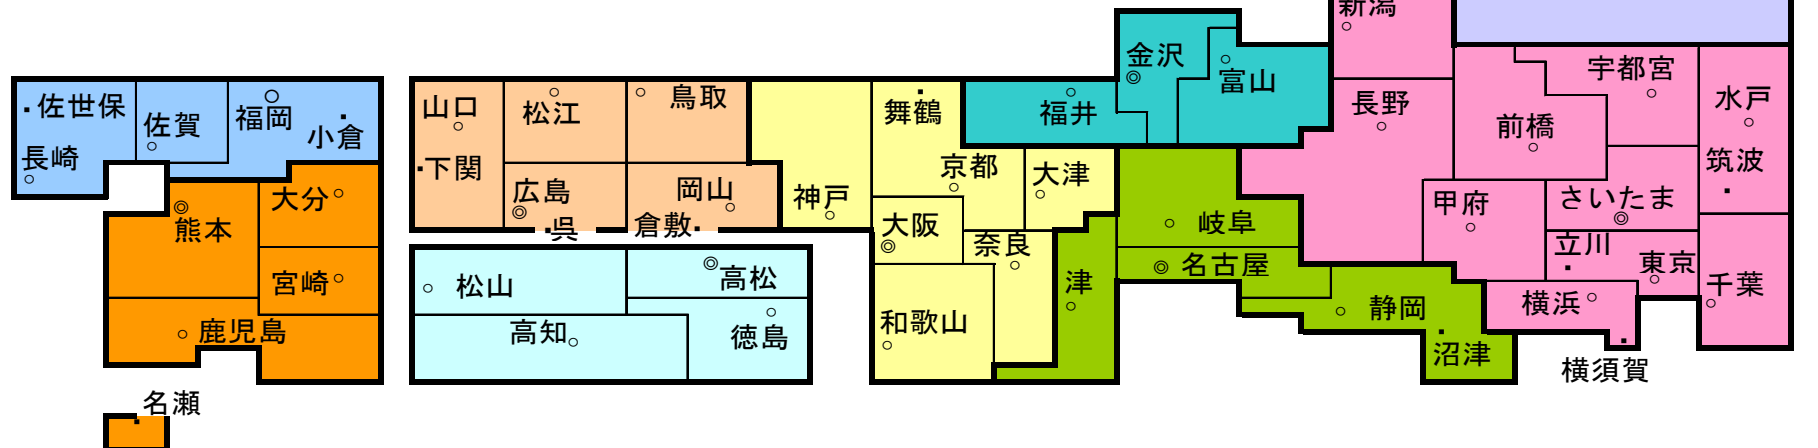 新潟
金沢
富山
宇都宮
佐世保
福岡
小倉
佐賀
長崎
山口
松江
鳥取
舞鶴
福井
長野
前橋
水戸
下関
広島
岡山
神戸
京都
大津
筑波
大分
熊本
呉
倉敷
大阪
奈良
岐阜
甲府
さいたま
宮崎
松山
高松
津
名古屋
立川
東京
千葉
鹿児島
高知
徳島
和歌山
静岡
横浜
沼津
横須賀
名瀬